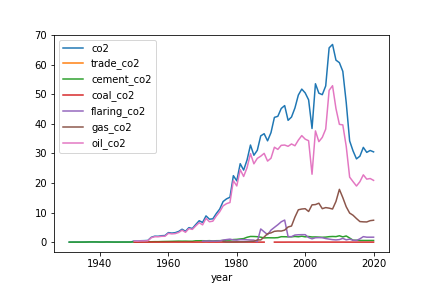 70
60
50
40
30
20
10
0
co2
trade_co2
cement_co2
coal_co2
flaring_co2
gas_co2
oil_co2
1940 1960 1980 2000 2020
year